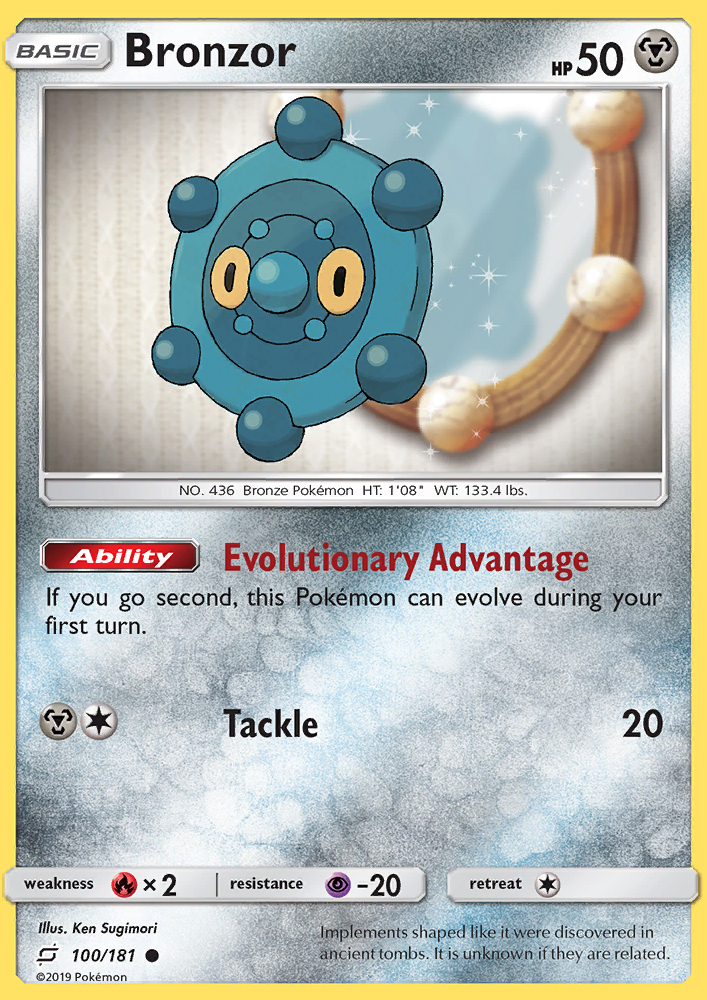 BASIC Bronzor HP 50
NO. 436 Bronze Pokémon HT: 1'08" WT: 133.4 lbs.
Ability Evolutionary Advantage
If you go second, this Pokémon can evolve during your
first turn.
Tackle 20
weakness ×2 resistance -20 retreat
Illus. Ken Sugimori
100/181
©2019 Pokémon
Implements shaped like it were discovered in
ancient tombs. It is unknown if they are related.